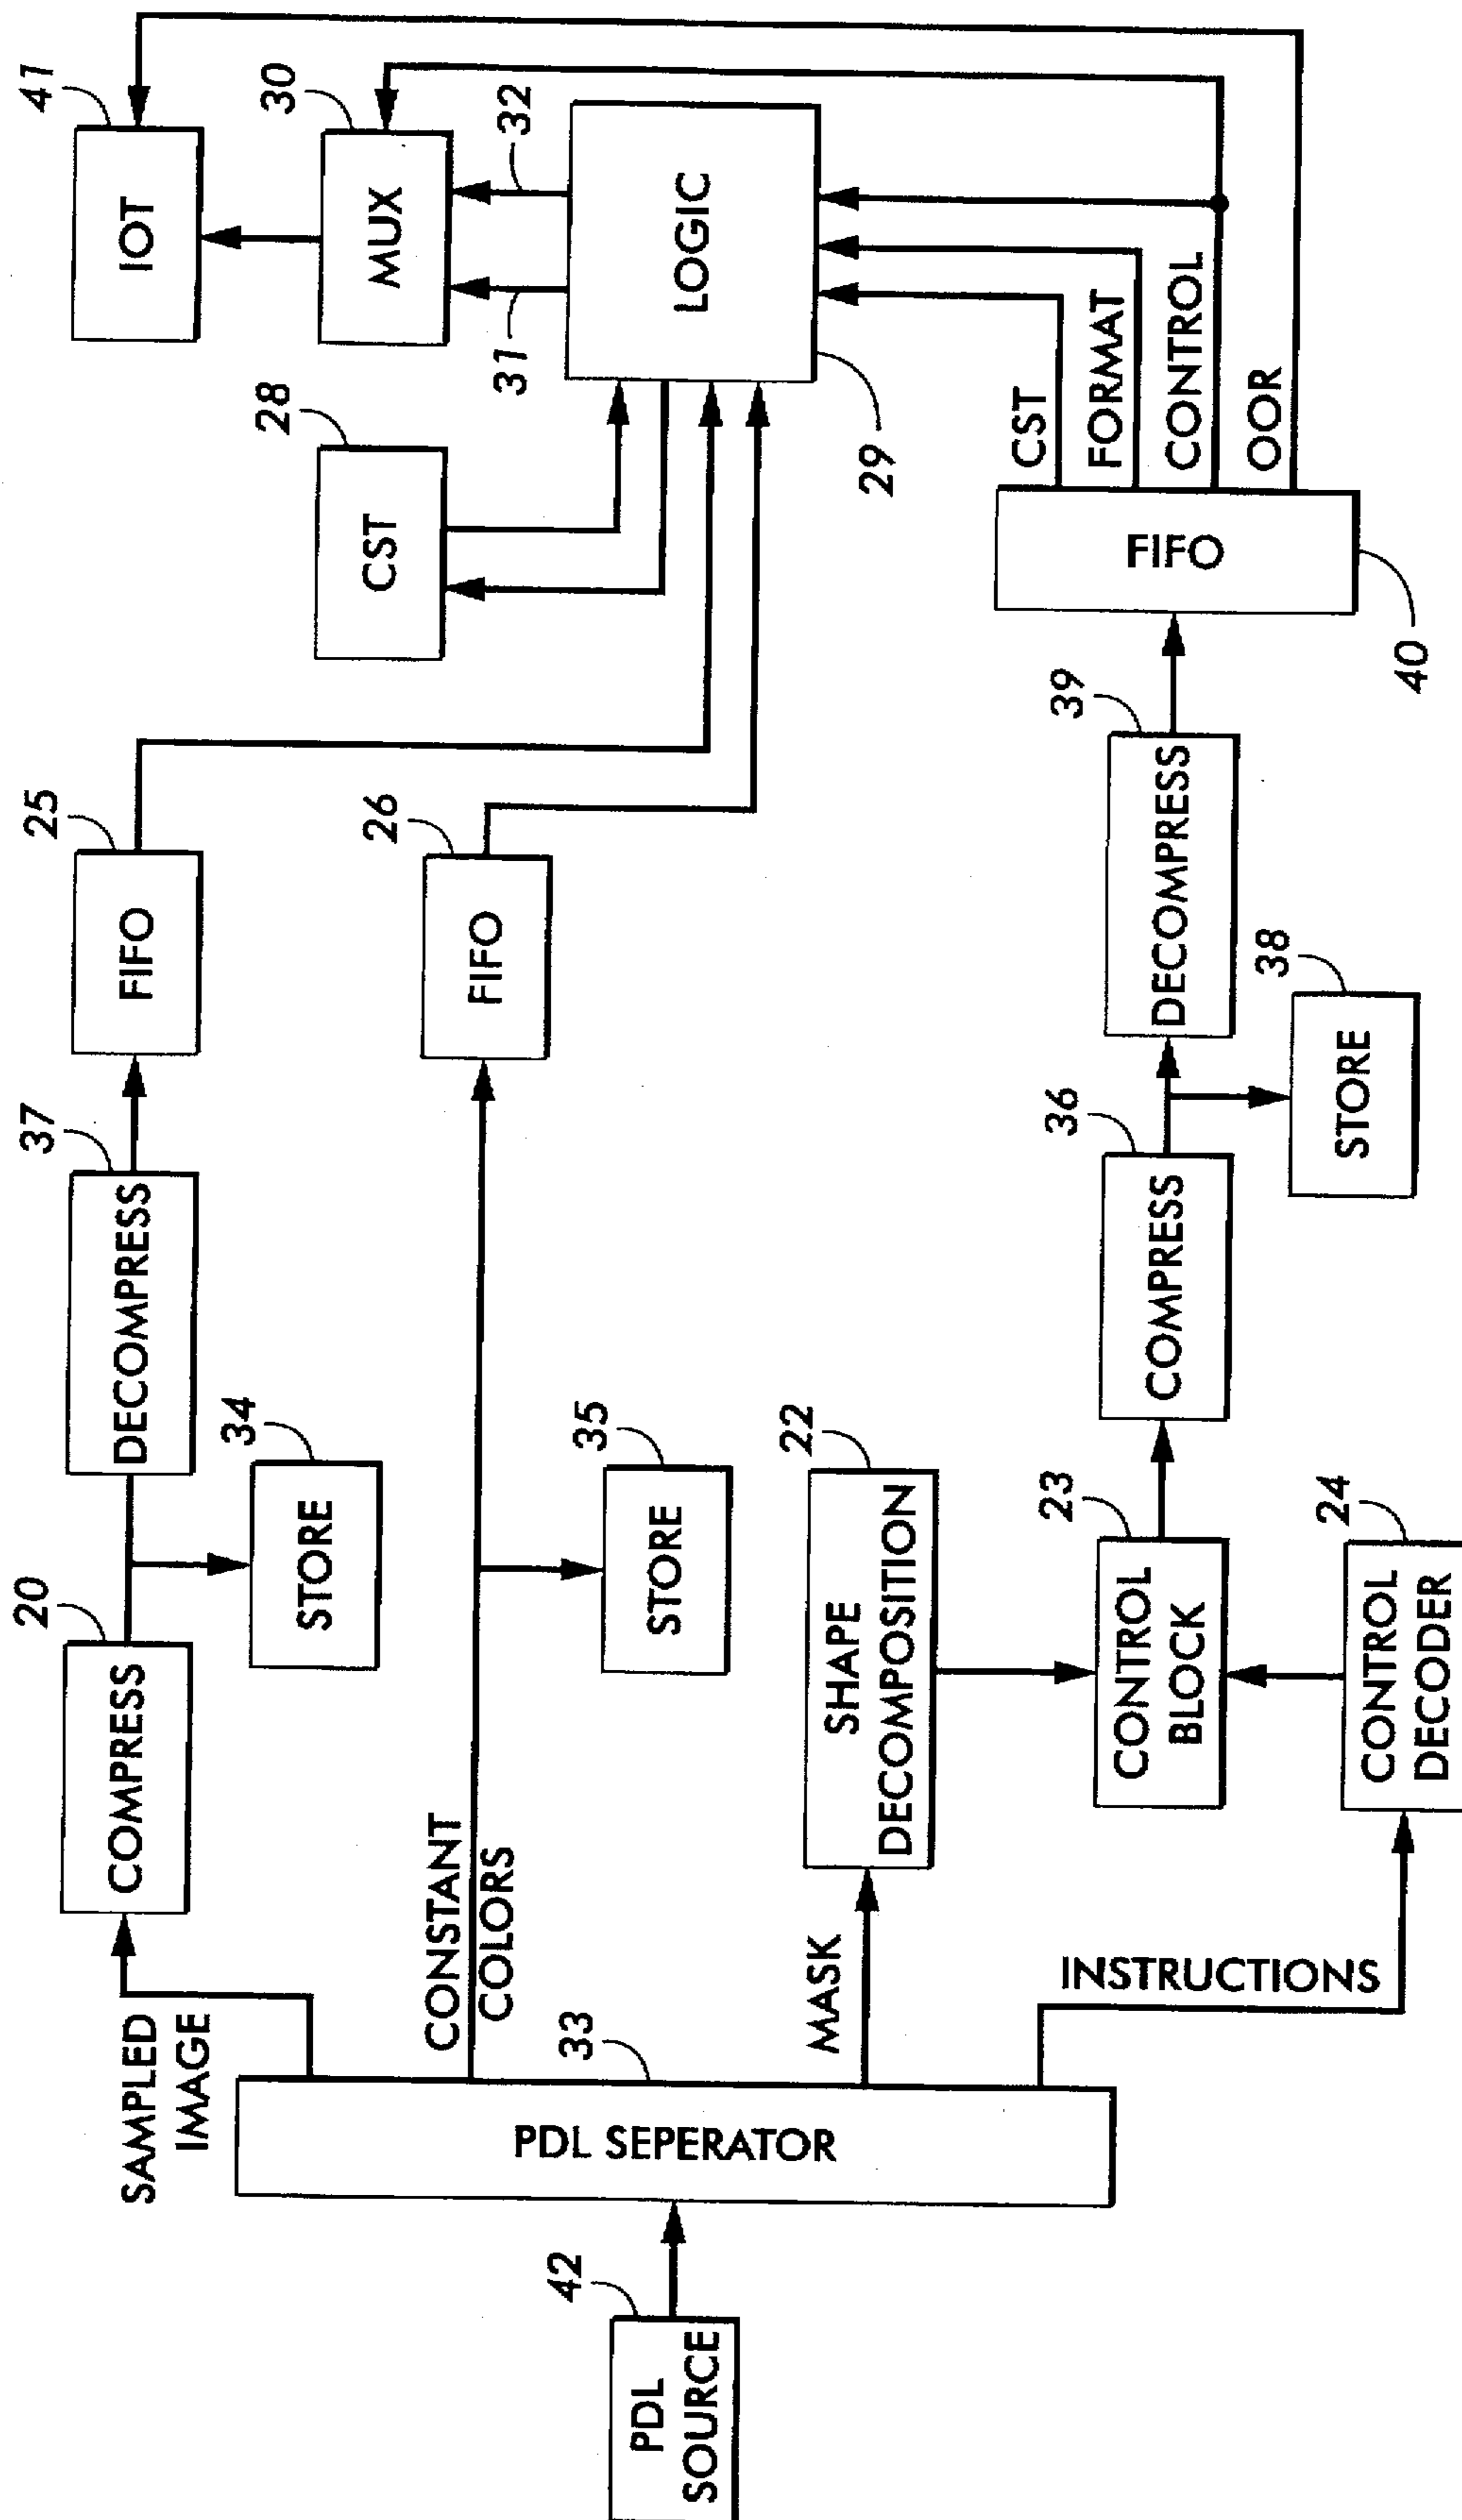 41
IOT
30
MUX
31
32
28
CST
LOGIC
29
CST
FORMAT
CONTROL
OOR
FIFO
40
25
FIFO
26
FIFO
37
DECOMPRESS
20
COMPRESS
34
STORE
35
STORE
39
DECOMPRESS
38
STORE
36
COMPRESS
22
SHAPE
DECOMPOSITION
23
CONTROL
BLOCK
24
CONTROL
DECODER
SAMPLED
IMAGE
CONSTANT
COLORS
MASK
INSTRUCTIONS
33
PDL SEPERATOR
42
PDL
SOURCE